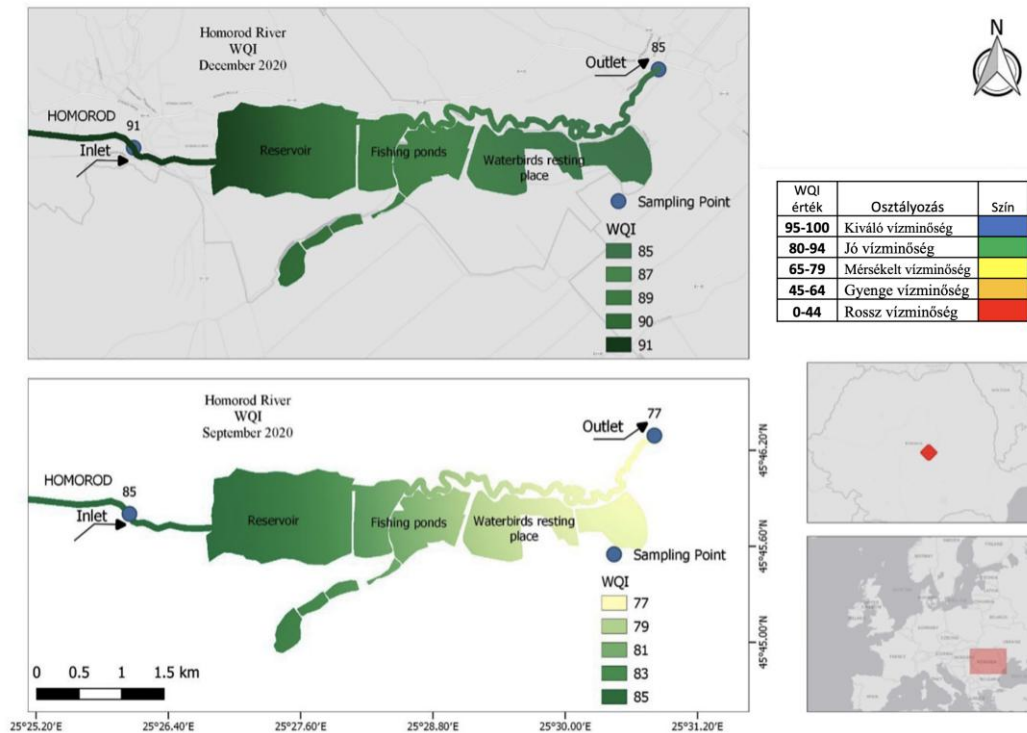 Homorod River
WQI
December 2020
85
Outlet
HOMOROD
91
Inlet
Reservoir
Fishing ponds
Waterbirds resting
place
Sampling Point
WQI
85
87
89
90
91
N
WQI
érték
Osztályozás
Szín
95-100
Kiváló vízminőség
80-94
Jó vízminőség
65-79
Mérsékelt vízminőség
45-64
Gyenge vízminőség
0-44
Rossz vízminőség
Homorod River
WQI
September 2020
77
Outlet
HOMOROD
85
Inlet
Reservoir
Fishing ponds
Waterbirds resting
place
Sampling Point
WQI
77
79
81
83
85
0 0.5 1 1.5 km
45°46.20'N
45°45.60'N
45°45.00'N
25°25.20'E 25°26.40'E 25°27.60'E 25°28.80'E 25°30.00'E 25°31.20'E